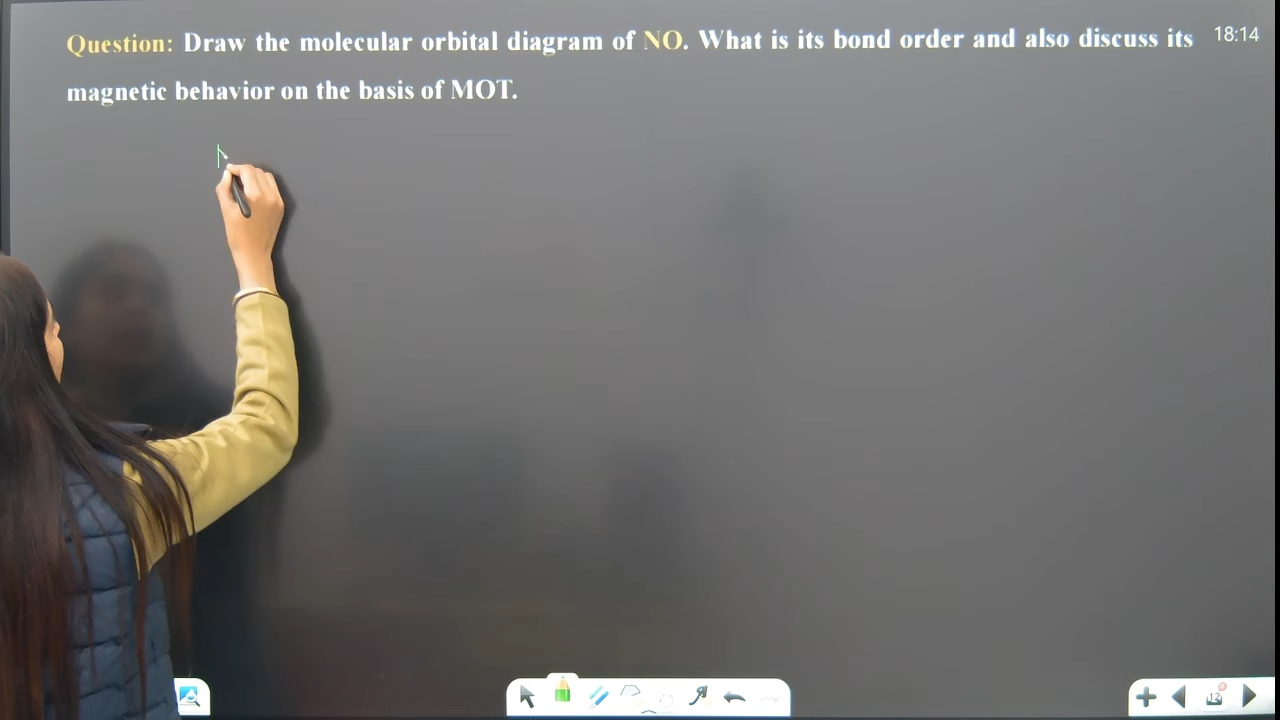 Question: Draw the molecular orbital diagram of NO. What is its bond order and also discuss its
magnetic behavior on the basis of MOT.
18:14
12